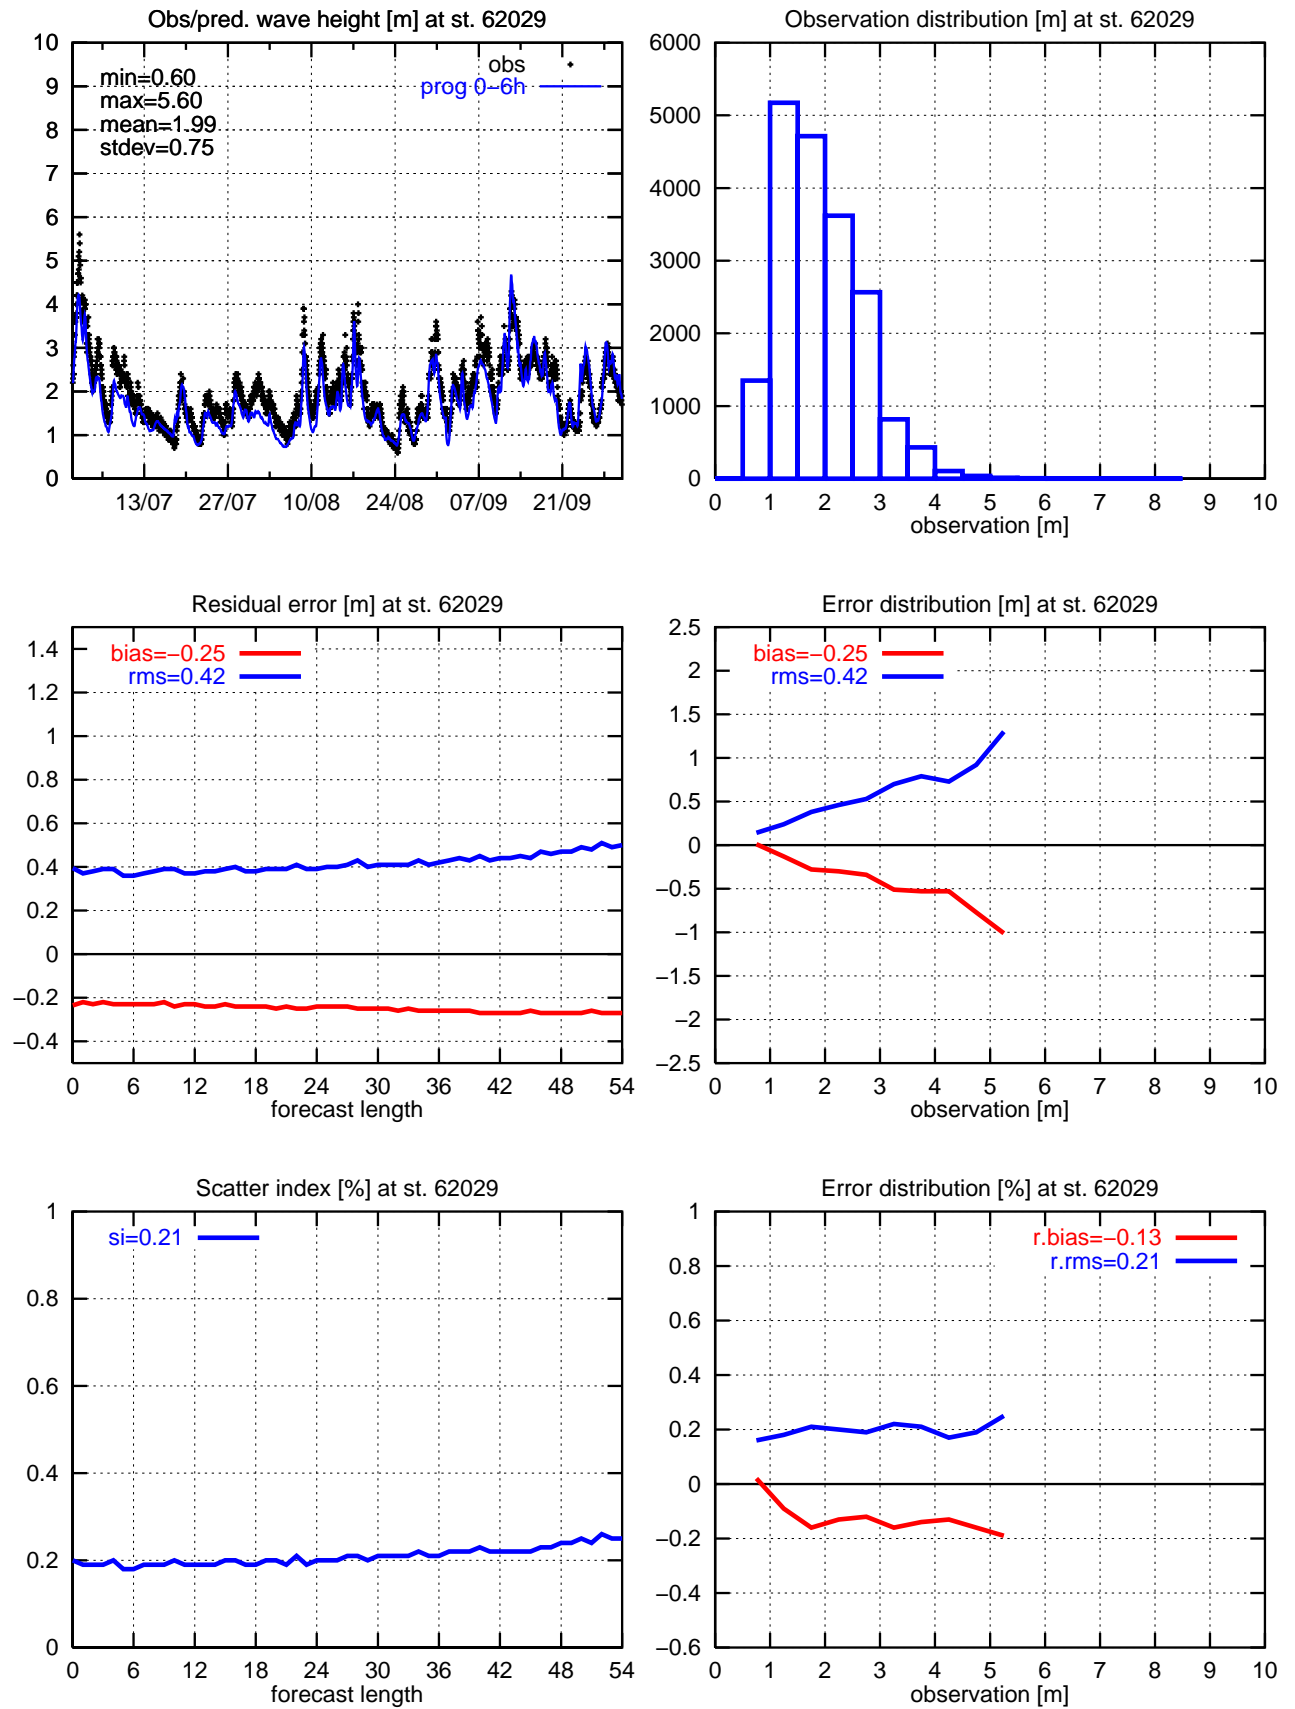 Obs/pred. wave height [m] at st. 62029
10
9
8
7
6
5
4
3
2
1
0
min=0.60
max=5.60
mean=1.99
stdev=0.75
obs
prog 0−6h
13/07 27/07 10/08 24/08 07/09 21/09
Observation distribution [m] at st. 62029
6000
5000
4000
3000
2000
1000
0
0 1 2 3 4 5 6 7 8 9 10
observation [m]
Residual error [m] at st. 62029
1.4
1.2
1
0.8
0.6
0.4
0.2
0
−0.2
−0.4
bias=−0.25
rms=0.42
0 6 12 18 24 30 36 42 48 54
forecast length
Error distribution [m] at st. 62029
2.5
2
1.5
1
0.5
0
−0.5
−1
−1.5
−2
−2.5
bias=−0.25
rms=0.42
0 1 2 3 4 5 6 7 8 9 10
observation [m]
Scatter index [%] at st. 62029
1
0.8
0.6
0.4
0.2
0
si=0.21
0 6 12 18 24 30 36 42 48 54
forecast length
Error distribution [%] at st. 62029
1
0.8
0.6
0.4
0.2
0
−0.2
−0.4
−0.6
r.bias=−0.13
r.rms=0.21
0 1 2 3 4 5 6 7 8 9 10
observation [m]